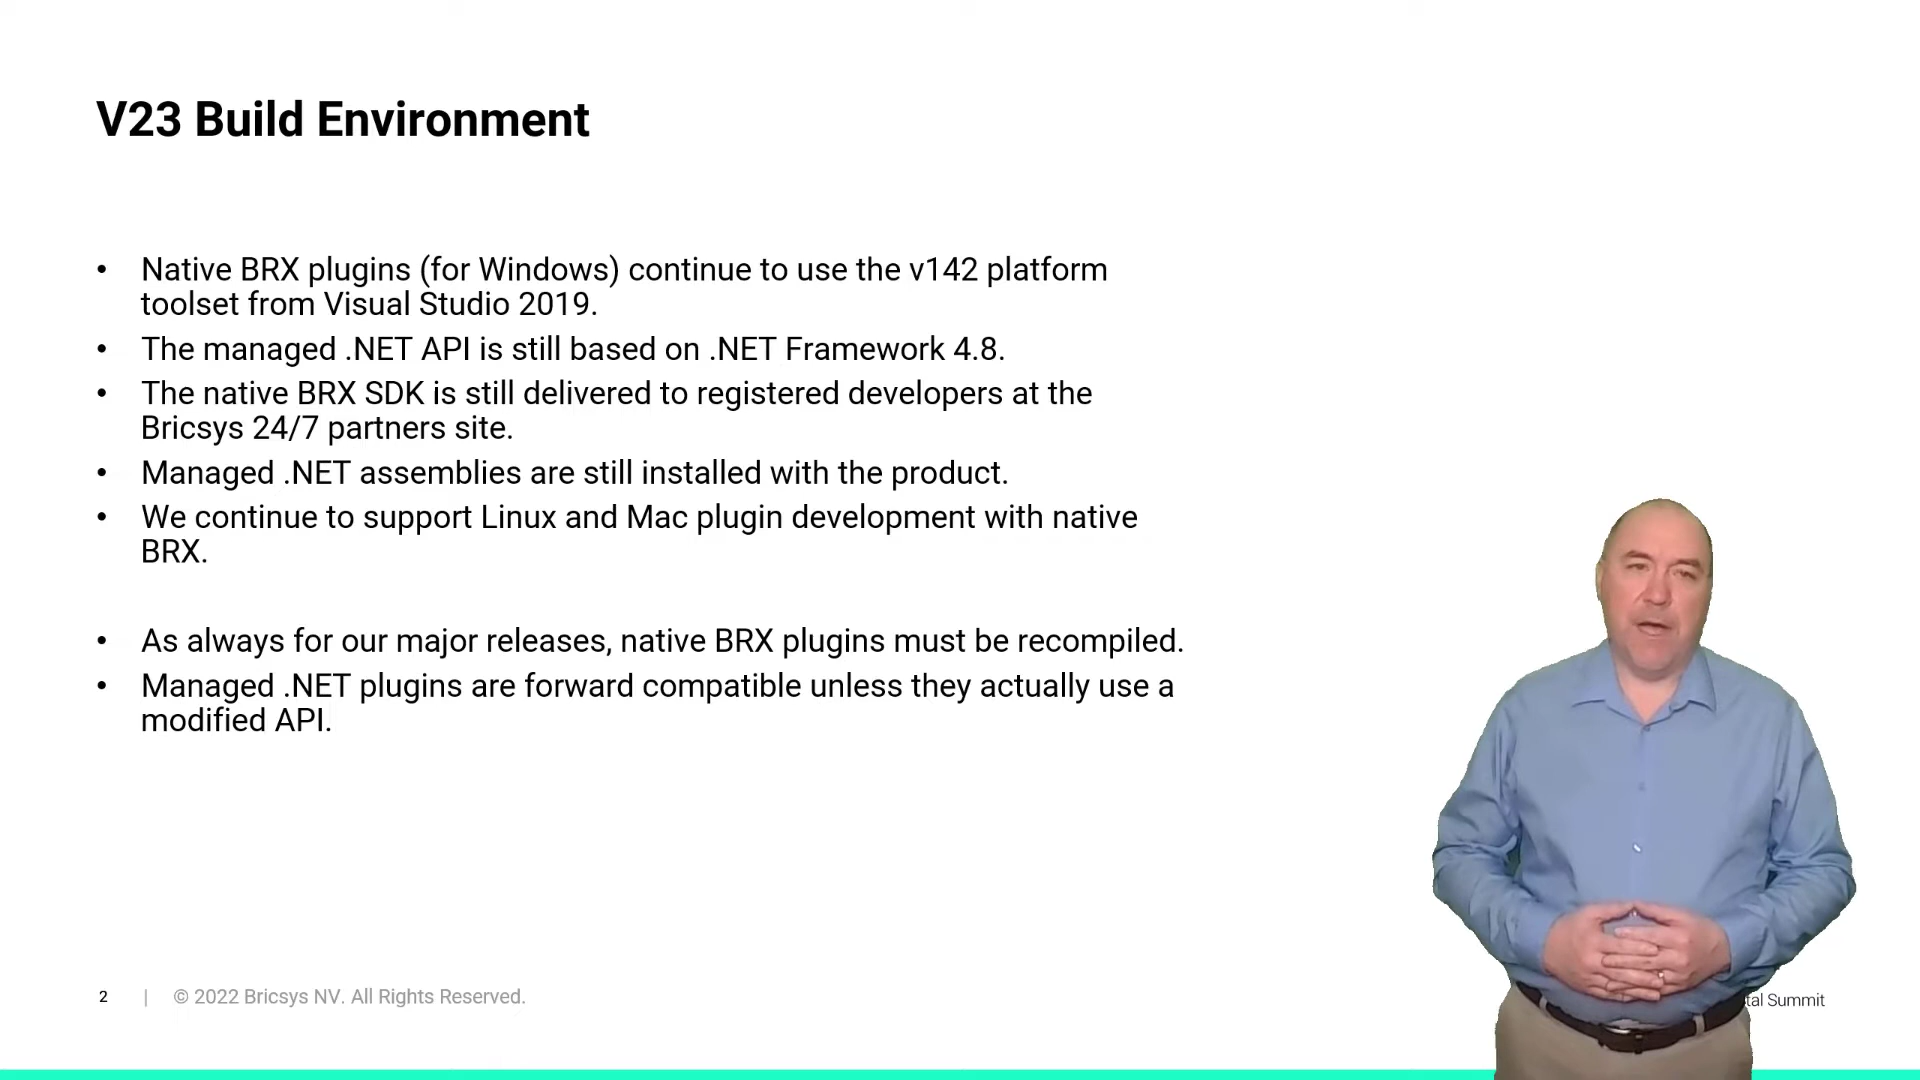 V23 Build Environment
• Native BRX plugins (for Windows) continue to use the v142 platform
toolset from Visual Studio 2019.
• The managed .NET API is still based on .NET Framework 4.8.
• The native BRX SDK is still delivered to registered developers at the
Bricsys 24/7 partners site.
• Managed .NET assemblies are still installed with the product.
• We continue to support Linux and Mac plugin development with native
BRX.
• As always for our major releases, native BRX plugins must be recompiled.
• Managed .NET plugins are forward compatible unless they actually use a
modified API.
2 | © 2022 Bricsys NV. All Rights Reserved.
Summit